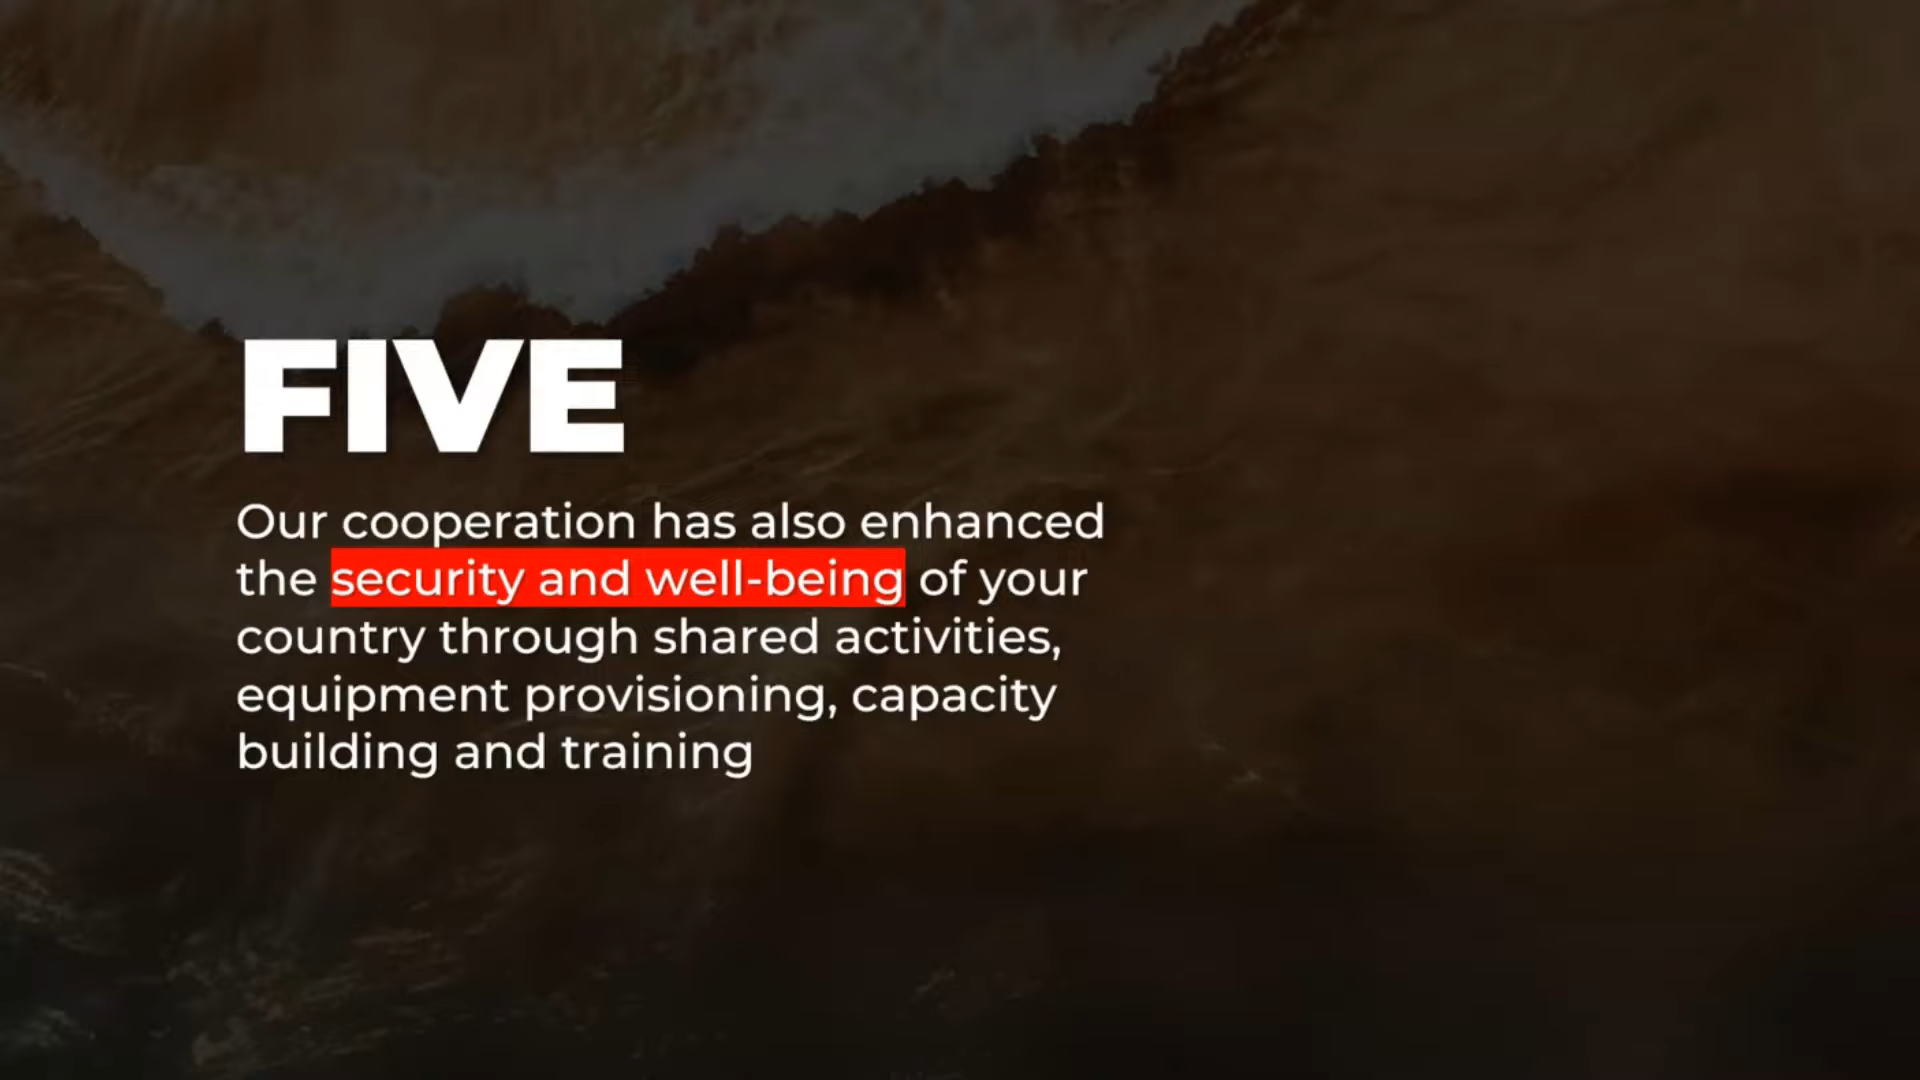 FIVE
Our cooperation has also enhanced
the security and well-being of your
country through shared activities,
equipment provisioning, capacity
building and training